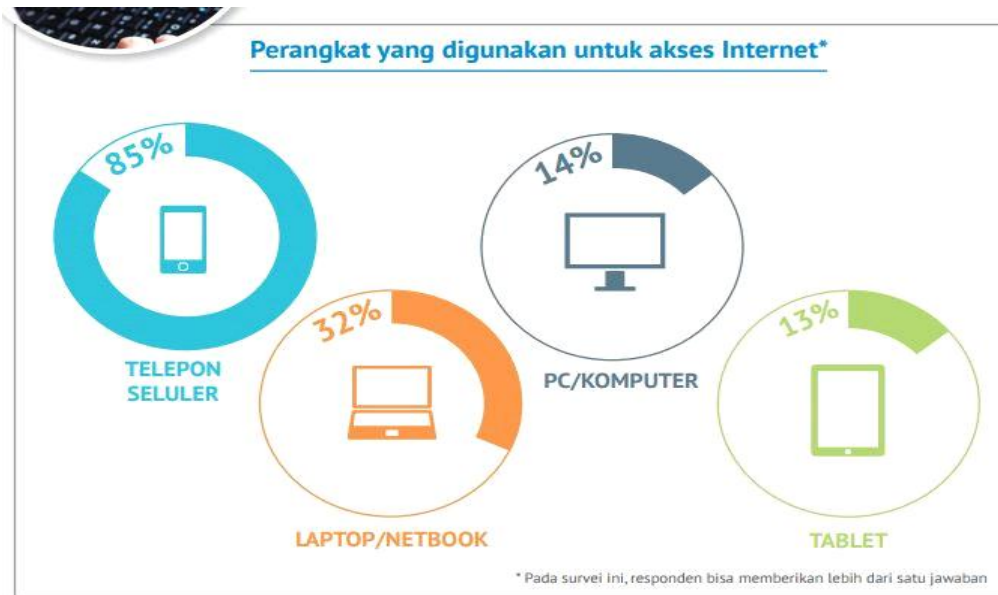 Perangkat yang digunakan untuk akses Internet*
85%
TELEPON
SELULER
32%
LAPTOP/NETBOOK
14%
PC/KOMPUTER
13%
TABLET
* Pada survei ini, responden bisa memberikan lebih dari satu jawaban